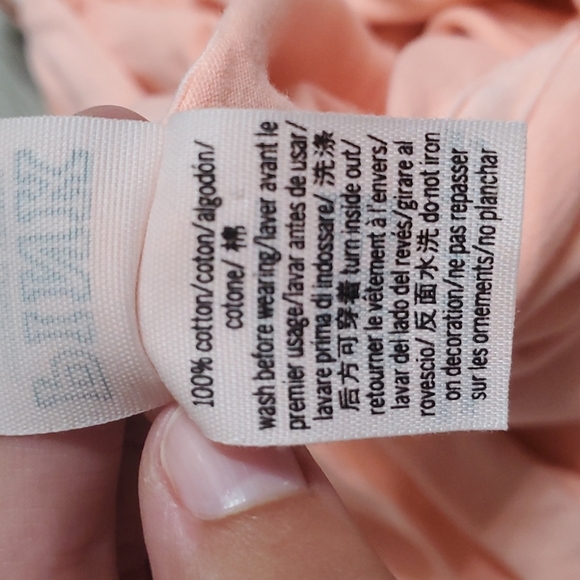 PINK
100% cotton/coton/algodón/
cotone/ 棉
wash before wearing/laver avant le
premier usage/lavar antes de usar/
lavare prima di indossare/ 洗涤
后方可穿着 turn inside out/
retourner le vêtement à l'envers/
lavar del lado del revés/girare al
rovescio/ 反面水洗 do not iron
on decoration/ne pas repasser
sur les ornements/no planchar